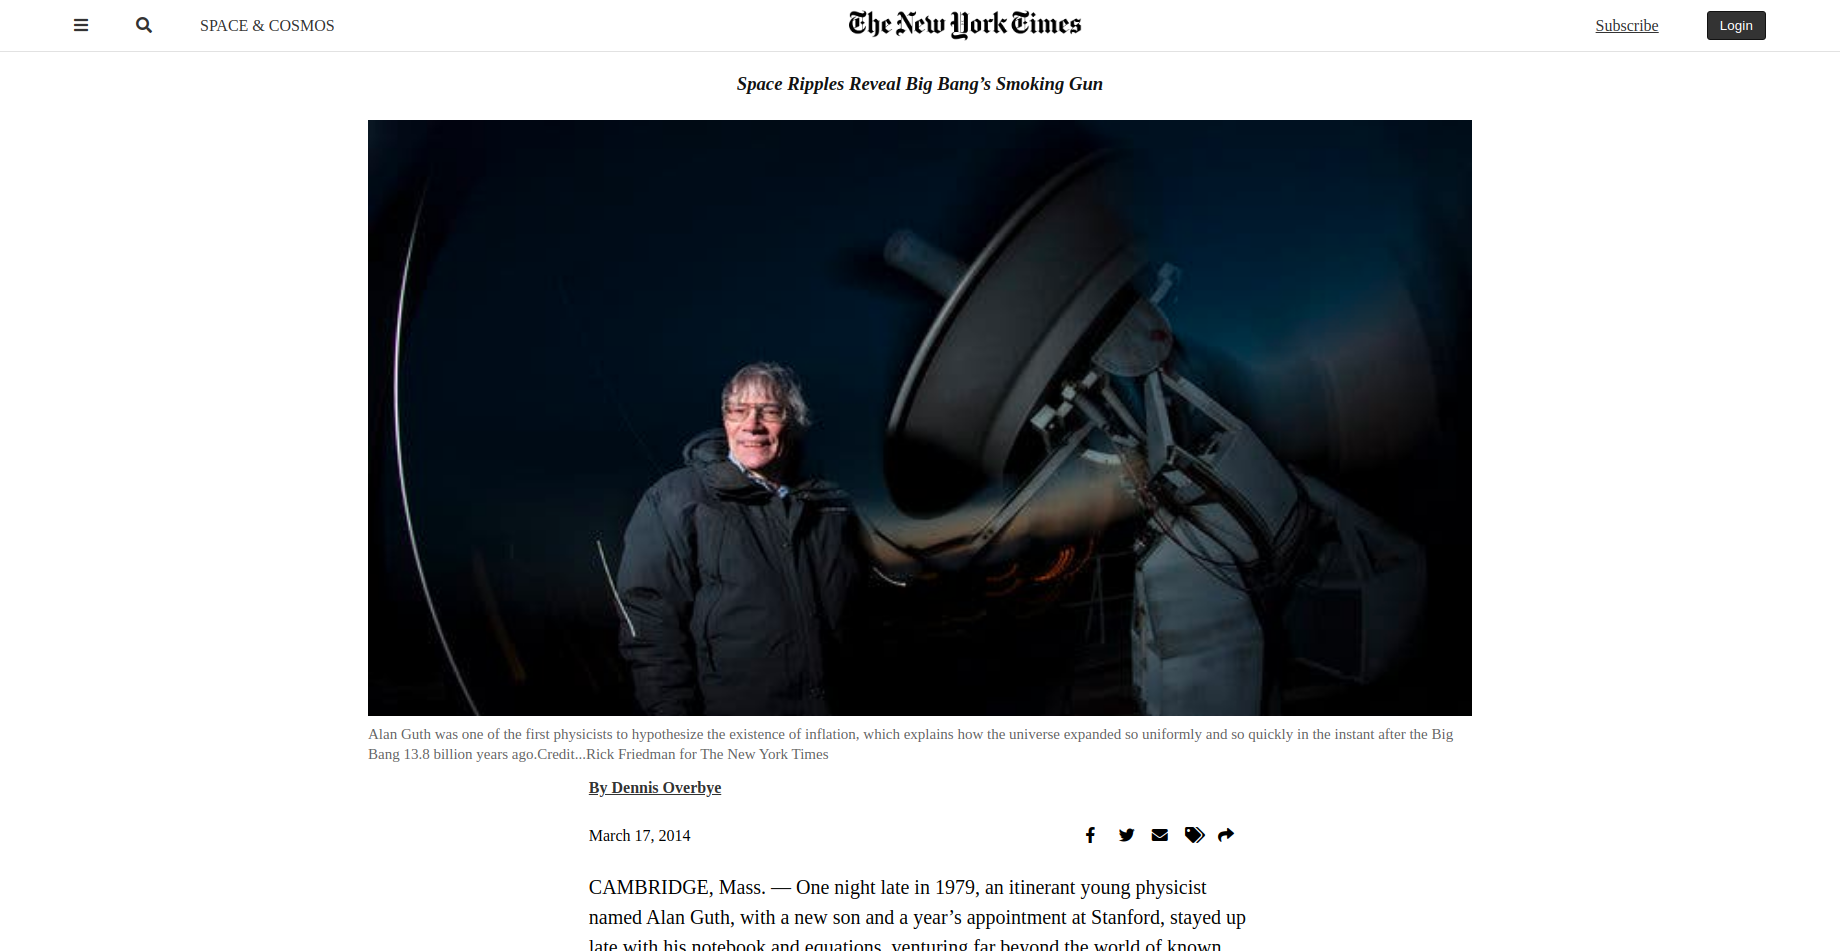 SPACE & COSMOS
The New York Times
Subscribe
Login
Space Ripples Reveal Big Bang’s Smoking Gun
Alan Guth was one of the first physicists to hypothesize the existence of inflation, which explains how the universe expanded so uniformly and so quickly in the instant after the Big
Bang 13.8 billion years ago.Credit...Rick Friedman for The New York Times
By Dennis Overbye
March 17, 2014
CAMBRIDGE, Mass. — One night late in 1979, an itinerant young physicist
named Alan Guth, with a new son and a year’s appointment at Stanford, stayed up
late with his notebook and equations, venturing far beyond the world of known